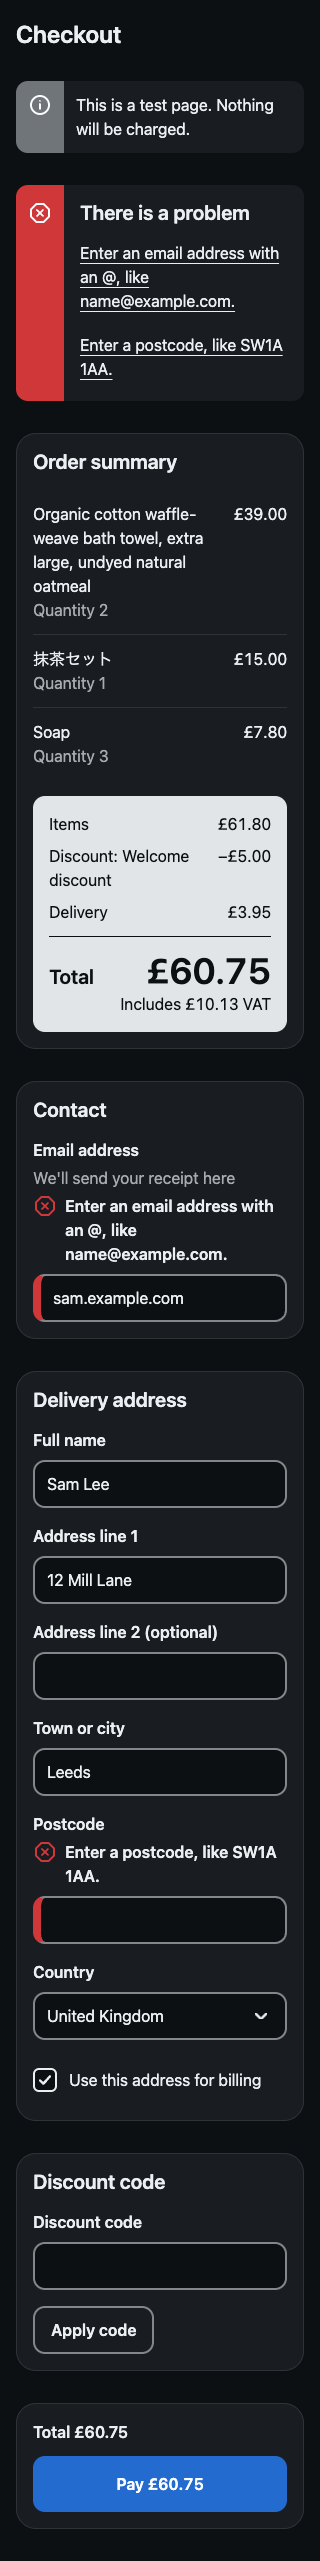 Checkout
This is a test page. Nothing
will be charged.
There is a problem
Enter an email address with
an @, like
name@example.com.
Enter a postcode, like SW1A
1AA.
Order summary
Organic cotton waffle-
weave bath towel, extra
large, undyed natural
oatmeal
£39.00
Quantity 2
抹茶セット £15.00
Quantity 1
Soap £7.80
Quantity 3
Items £61.80
Discount: Welcome
discount
−£5.00
Delivery £3.95
Total £60.75
Includes £10.13 VAT
Contact
Email address
We'll send your receipt here
Enter an email address with
an @, like
name@example.com.
sam.example.com
Delivery address
Full name
Sam Lee
Address line 1
12 Mill Lane
Address line 2 (optional)
Town or city
Leeds
Postcode
Enter a postcode, like SW1A
1AA.
Country
United Kingdom
Use this address for billing
Discount code
Discount code
Apply code
Total £60.75
Pay £60.75